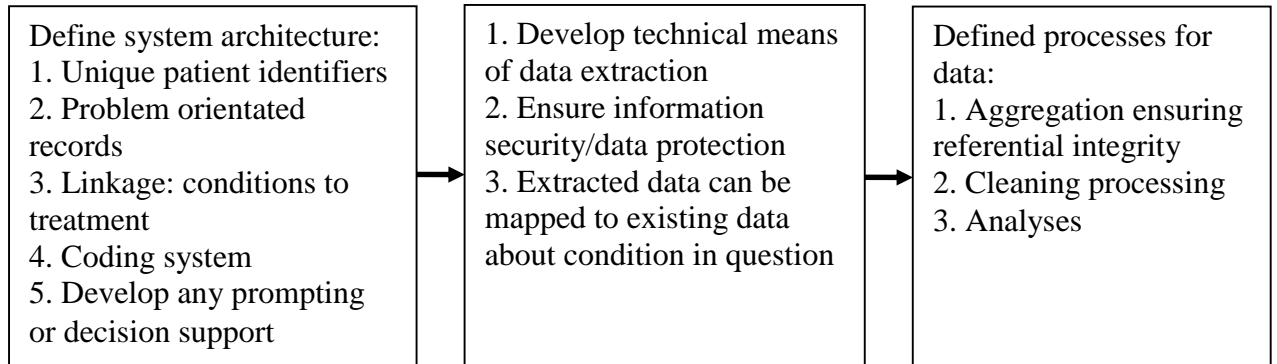 Define system architecture:
1. Unique patient identifiers
2. Problem orientated
records
3. Linkage: conditions to
treatment
4. Coding system
5. Develop any prompting
or decision support
1. Develop technical means
of data extraction
2. Ensure information
security/data protection
3. Extracted data can be
mapped to existing data
about condition in question
Defined processes for
data:
1. Aggregation ensuring
referential integrity
2. Cleaning processing
3. Analyses